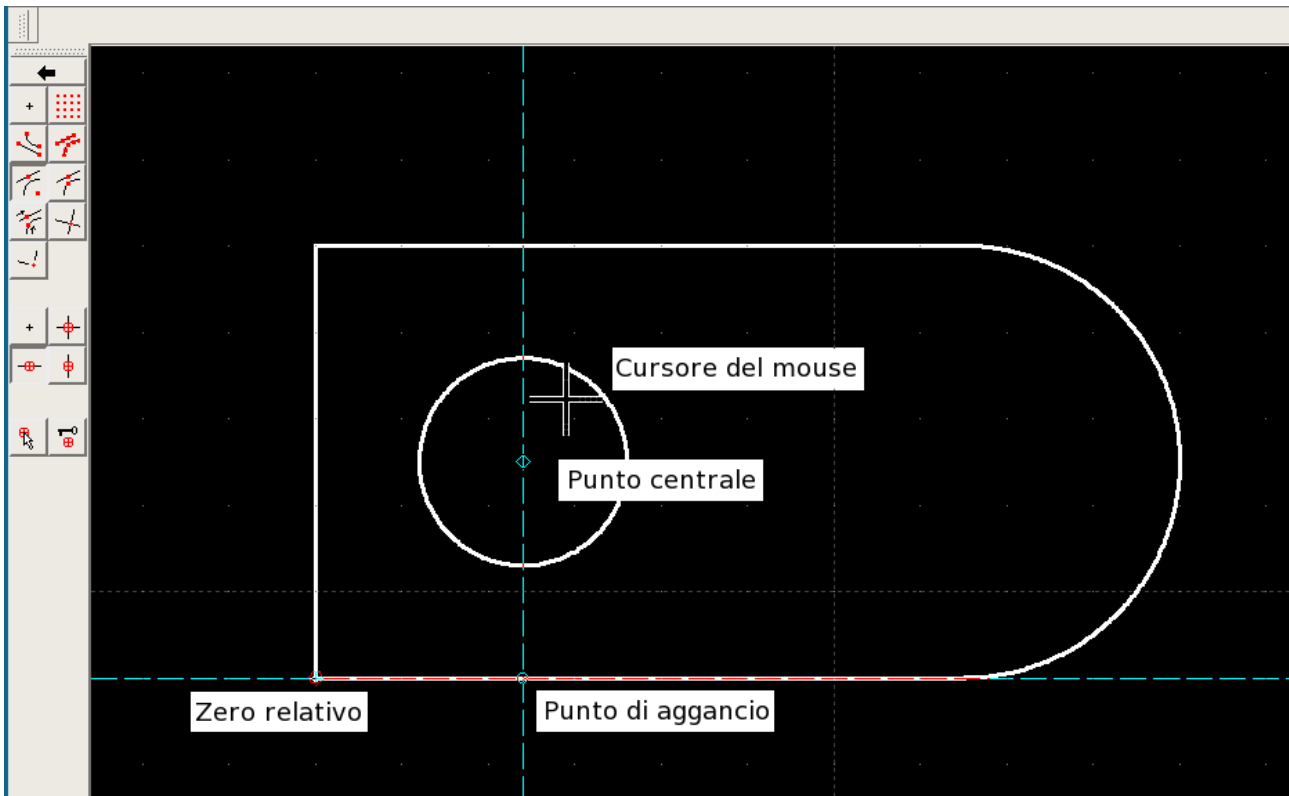 Cursore del mouse
Punto centrale
Zero relativo
Punto di aggancio